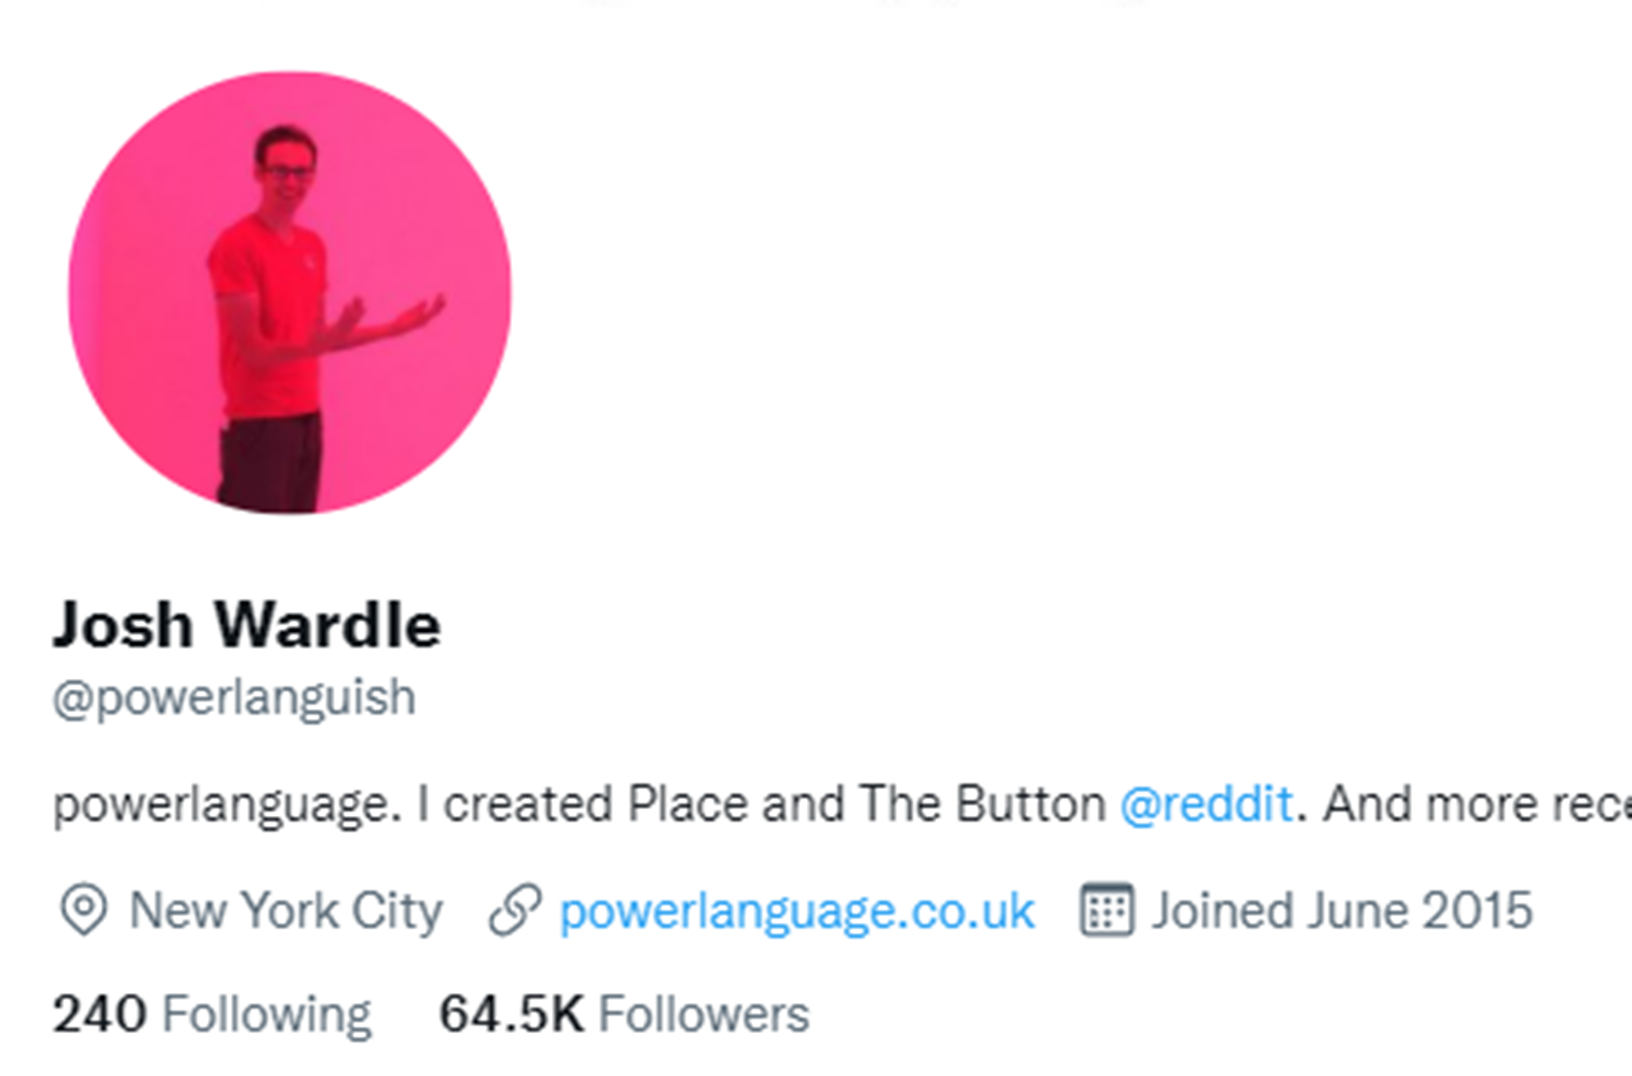 Josh Wardle
@powerlanguish
powerlanguage. I created Place and The Button @reddit. And more rece
New York City powerlanguage.co.uk Joined June 2015
240 Following 64.5K Followers